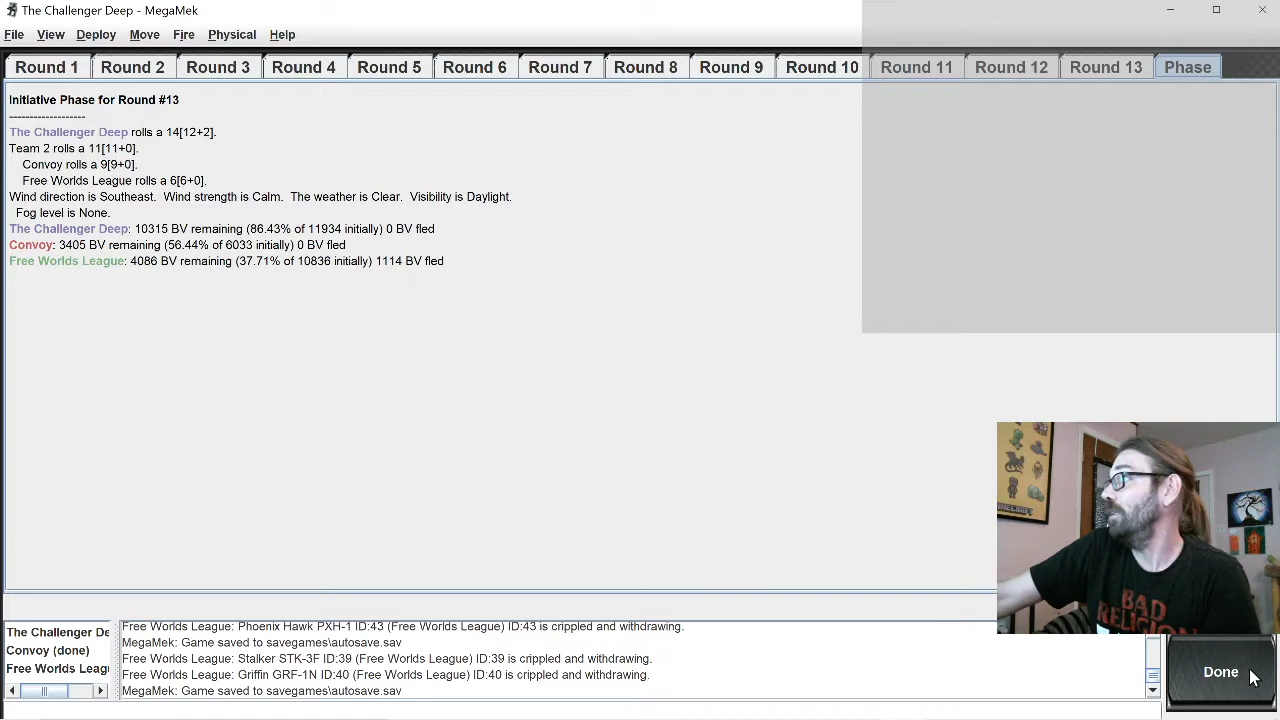 The Challenger Deep - MegaMek
File View Deploy Move Fire Physical Help
Round 1 Round 2 Round 3 Round 4 Round 5 Round 6 Round 7 Round 8 Round 9 Round 10 Round 11 Round 12 Round 13 Phase
Initiative Phase for Round #13
-------------------
The Challenger Deep rolls a 14[12+2].
Team 2 rolls a 11[11+0].
Convoy rolls a 9[9+0].
Free Worlds League rolls a 6[6+0].
Wind direction is Southeast. Wind strength is Calm. The weather is Clear. Visibility is Daylight.
Fog level is None.
The Challenger Deep: 10315 BV remaining (86.43% of 11934 initially) 0 BV fled
Convoy: 3405 BV remaining (56.44% of 6033 initially) 0 BV fled
Free Worlds League: 4086 BV remaining (37.71% of 10836 initially) 1114 BV fled
MINECRAFT
BAD
RELIGION
The Challenger De
Convoy (done)
Free Worlds Leag
Free Worlds League: Phoenix Hawk PXH-1 ID:43 (Free Worlds League) ID:43 is crippled and withdrawing.
MegaMek: Game saved to savegames\autosave.sav
Free Worlds League: Stalker STK-3F ID:39 (Free Worlds League) ID:39 is crippled and withdrawing.
Free Worlds League: Griffin GRF-1N ID:40 (Free Worlds League) ID:40 is crippled and withdrawing.
MegaMek: Game saved to savegames\autosave.sav
Done